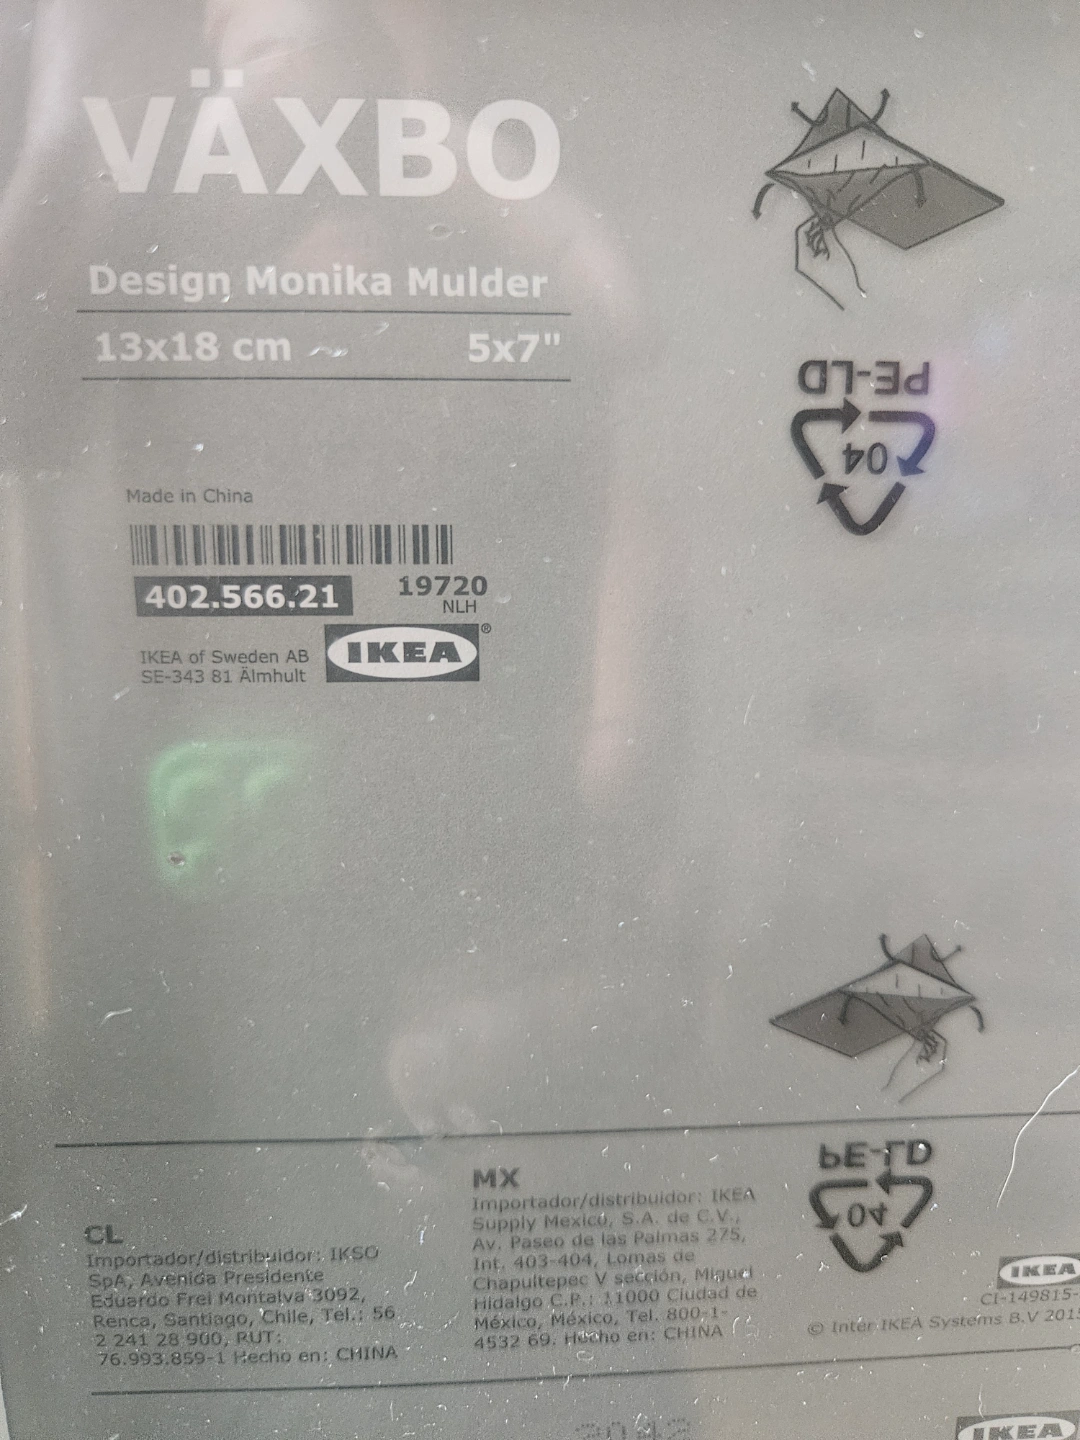 VÄXBO
Design Monika Mulder
13x18 cm 5x7"
PE-LD
04
Made in China
402.566.21 19720
NLH
IKEA of Sweden AB
SE-343 81 Älmhult
IKEA®
CL
Importador/distribuidor: IKSO
SpA, Avenida Presidente
Eduardo Frei Montalva 3092,
Renca, Santiago, Chile, Tel.: 56
2 241 28 900, RUT:
76.993.859-1 Hecho en: CHINA
MX
Importador/distribuidor: IKEA
Supply Mexico, S.A. de C.V.,
Av. Paseo de las Palmas 275,
Int. 403-404, Lomas de
Chapultepec V sección, Miguel
Hidalgo C.P.: 11000 Ciudad de
México, México, Tel. 800-1-
4532 69. Hecho en: CHINA
PE-LD
04
IKEA
CI-149815-
© Inter IKEA Systems B.V 201
IKEA